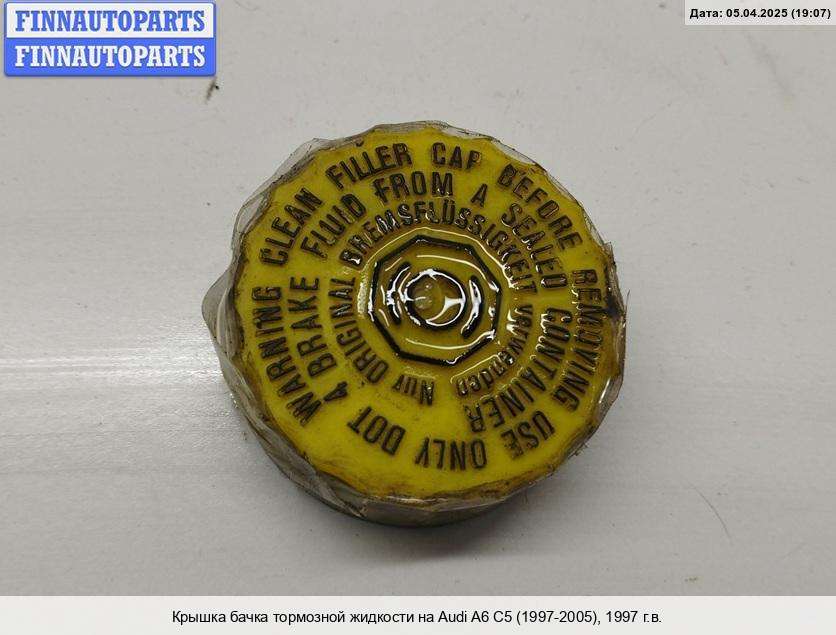 FINNAUTOPARTS
FINNAUTOPARTS
Дата: 05.04.2025 (19:07)
WARNING CLEAN FILLER CAP BEFORE REMOVING USE ONLY DOT
4 BRAKE FLUID FROM A SEALED CONTAINER
Nur ORIGINAL BREMSFLÜSSIGKEIT verwenden
Крышка бачка тормозной жидкости на Audi A6 C5 (1997-2005), 1997 г.в.